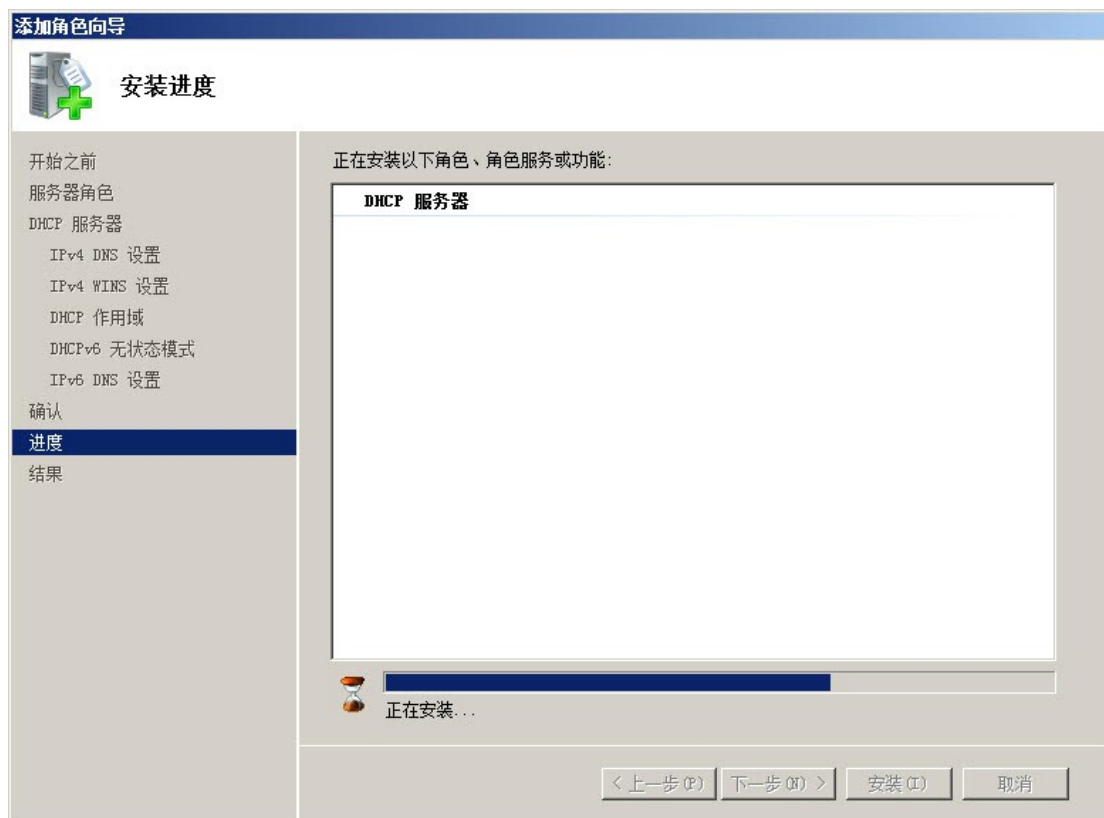 添加角色向导
安装进度
开始之前
服务器角色
DHCP 服务器
IPv4 DNS 设置
IPv4 WINS 设置
DHCP 作用域
DHCPv6 无状态模式
IPv6 DNS 设置
确认
进度
结果
正在安装以下角色、角色服务或功能:
DHCP 服务器
正在安装...
< 上一步(P)
下一步(N) >
安装(I)
取消